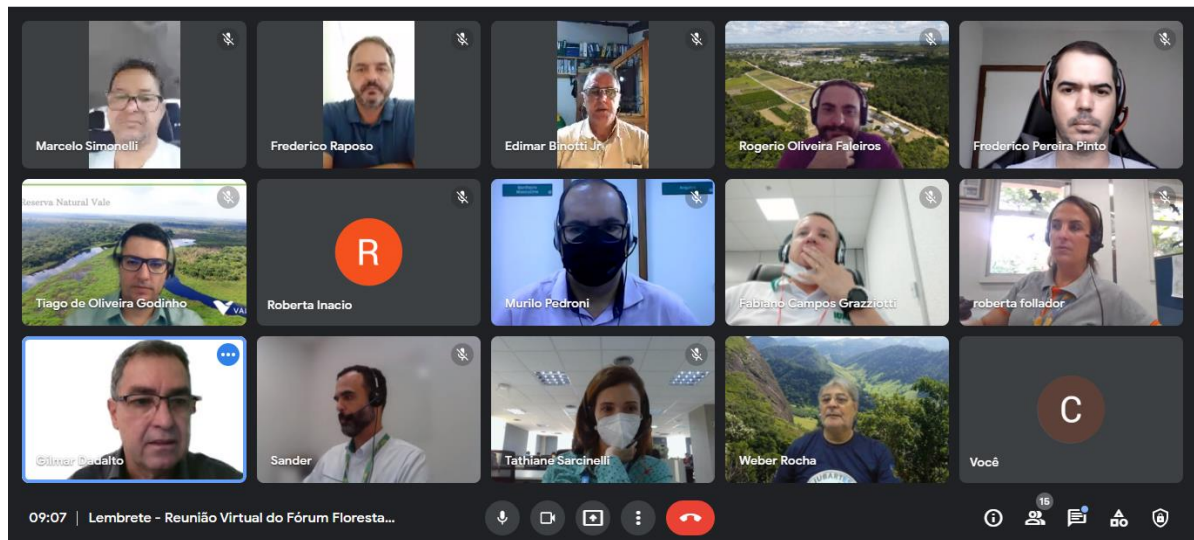 Marcelo Simonelli
Frederico Raposo
Edimar Binotti Jr
Rogerio Oliveira Faleiros
Frederico Pereira Pinto
Reserva Natural Vale
Tiago de Oliveira Godinho
R
Roberta Inacio
Murilo Pedroni
Fabiano Campos Grazziotti
roberta follador
Gilmar Dadalto
Sander
Tathiane Sarcinelli
Weber Rocha
C
Você
09:07 | Lembrete - Reunião Virtual do Fórum Floresta...
15